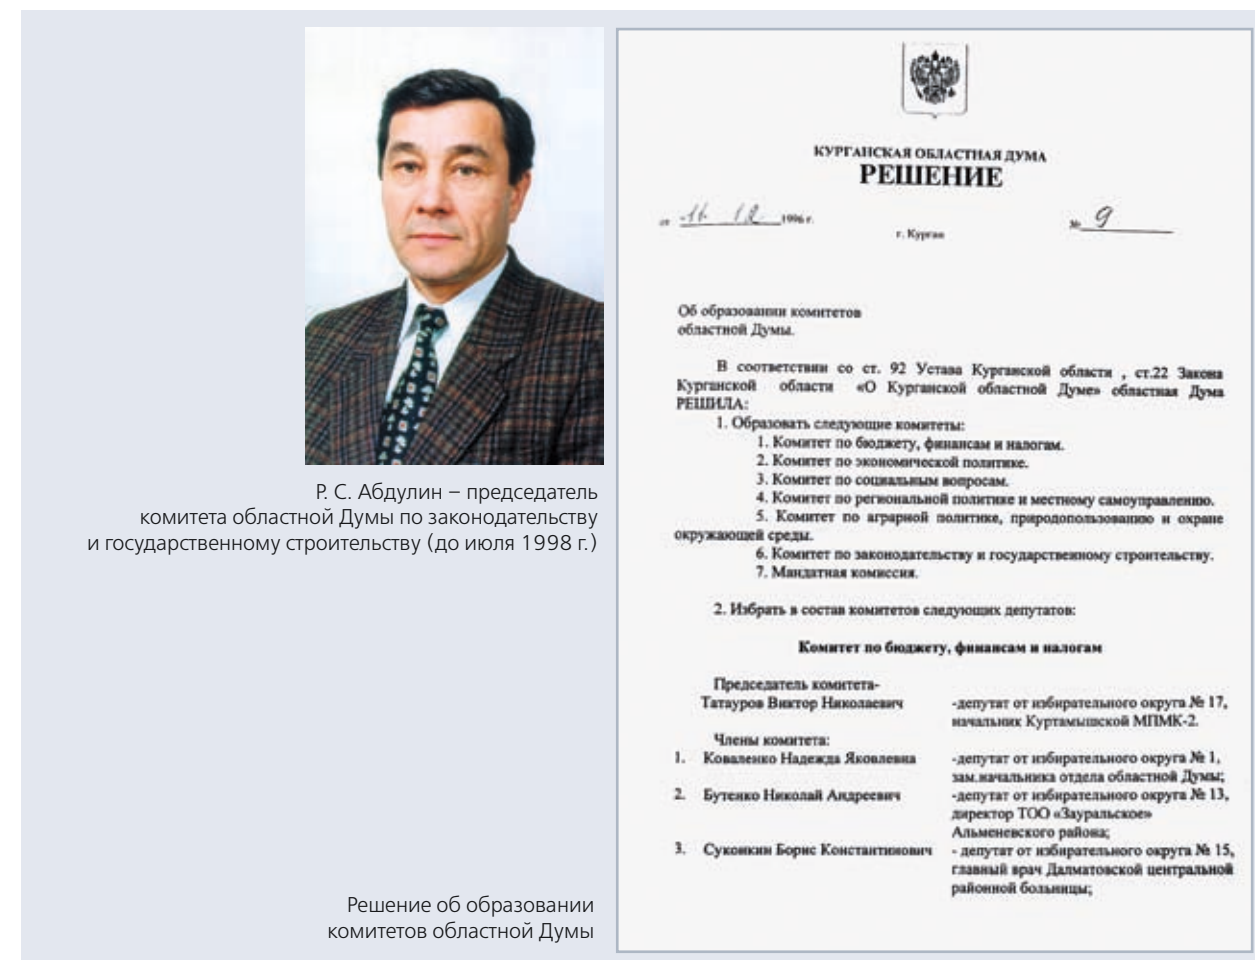 Р. С. Абдулин – председатель
комитета областной Думы по законодательству
и государственному строительству (до июля 1998 г.)
Решение об образовании
комитетов областной Думы
КУРГАНСКАЯ ОБЛАСТНАЯ ДУМА
РЕШЕНИЕ
от 16 12 1996 г. № 9
г. Курган
Об образовании комитетов
областной Думы.
В соответствии со ст. 92 Устава Курганской области , ст.22 Закона
Курганской области «О Курганской областной Думе» областная Дума
РЕШИЛА:
1. Образовать следующие комитеты:
1. Комитет по бюджету, финансам и налогам.
2. Комитет по экономической политике.
3. Комитет по социальным вопросам.
4. Комитет по региональной политике и местному самоуправлению.
5. Комитет по аграрной политике, природопользованию и охране
окружающей среды.
6. Комитет по законодательству и государственному строительству.
7. Мандатная комиссия.
2. Избрать в состав комитетов следующих депутатов:
Комитет по бюджету, финансам и налогам
Председатель комитета-
Татауров Виктор Николаевич -депутат от избирательного округа № 17,
начальник Куртамышской МПМК-2.
Члены комитета:
1. Коваленко Надежда Яковлевна -депутат от избирательного округа № 1,
зам.начальника отдела областной Думы;
2. Бутенко Николай Андреевич -депутат от избирательного округа № 13,
директор ТОО «Зауральское»
Альменевского района;
3. Суконкин Борис Константинович - депутат от избирательного округа № 15,
главный врач Далматовской центральной
районной больницы;